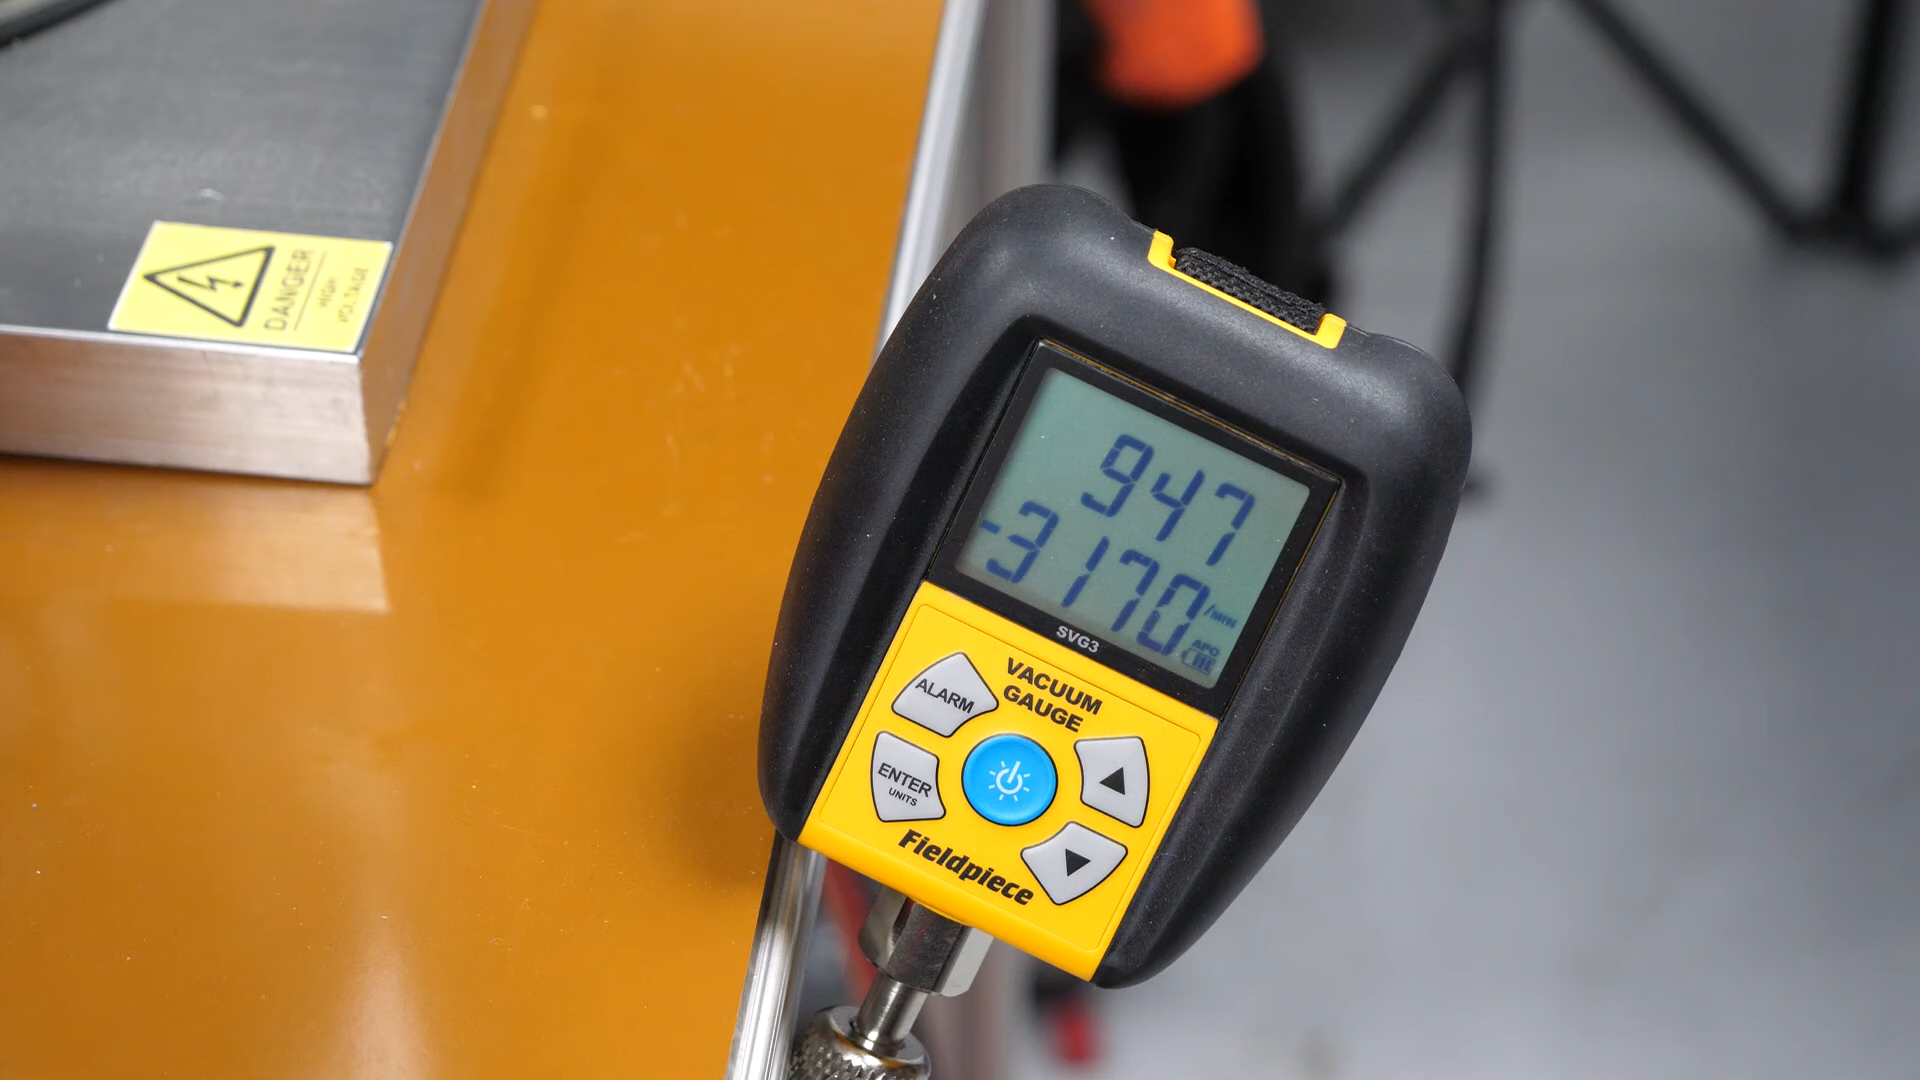 DANGER
HIGH
VOLTAGE
947
-3170/MIN
APO
SVG3
VACUUM
GAUGE
ALARM
ENTER
UNITS
Fieldpiece